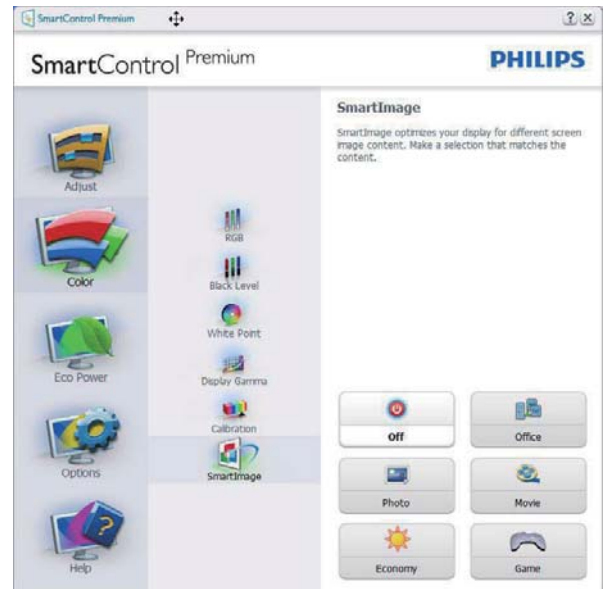 SmartControl Premium
SmartControl Premium
PHILIPS
Adjust
Color
Eco Power
Options
Help
RGB
Black Level
White Point
Display Gamma
Calibration
SmartImage
SmartImage
SmartImage optimizes your display for different screen
image content. Make a selection that matches the
content.
Off
Office
Photo
Movie
Economy
Game